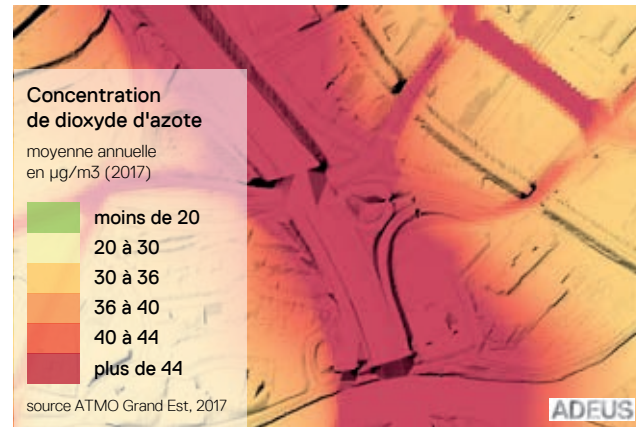 Concentration
de dioxyde d'azote
moyenne annuelle
en µg/m3 (2017)
moins de 20
20 à 30
30 à 36
36 à 40
40 à 44
plus de 44
source ATMO Grand Est, 2017
ADEUS